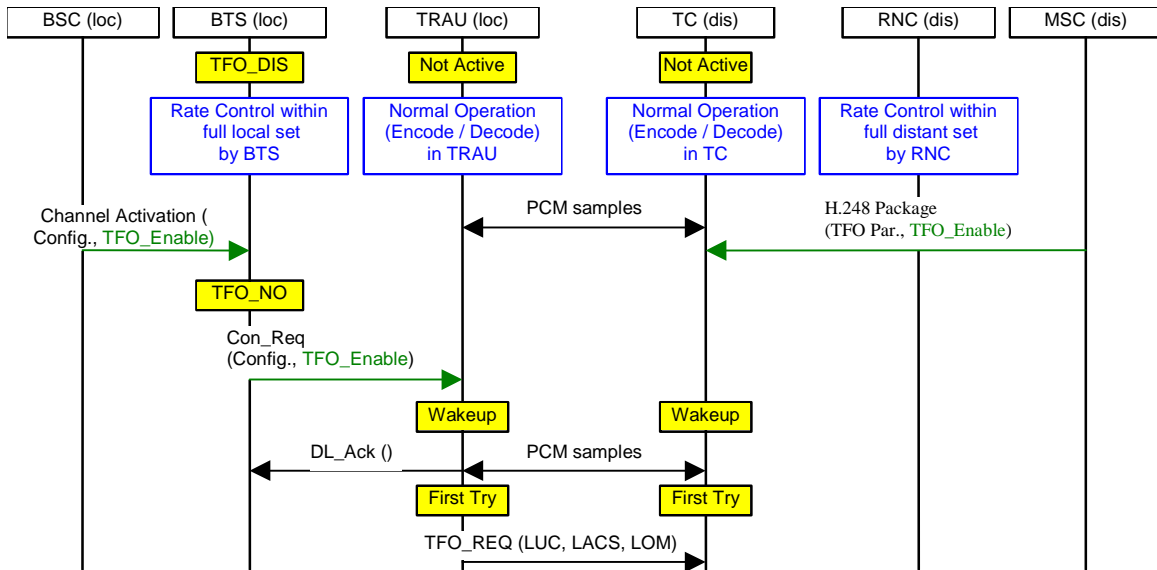 BSC (loc)
BTS (loc)
TRAU (loc)
TC (dis)
RNC (dis)
MSC (dis)
TFO_DIS
Not Active
Not Active
Rate Control within
full local set
by BTS
Normal Operation
(Encode / Decode)
in TRAU
Normal Operation
(Encode / Decode)
in TC
Rate Control within
full distant set
by RNC
Channel Activation (
Config., TFO_Enable)
PCM samples
H.248 Package
(TFO Par., TFO_Enable)
TFO_NO
Con_Req
(Config., TFO_Enable)
Wakeup
Wakeup
DL_Ack ()
PCM samples
First Try
First Try
TFO_REQ (LUC, LACS, LOM)